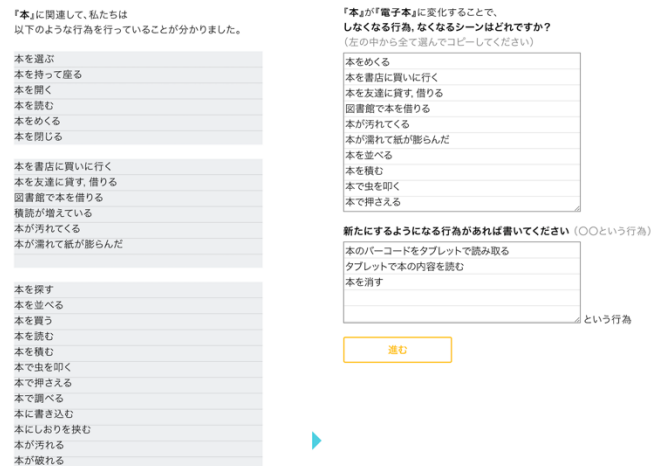 『本』に関連して、私たちは
以下のような行為を行っていることが分かりました。
本を選ぶ
本を持って座る
本を開く
本を読む
本をめくる
本を閉じる
本を書店に買いに行く
本を友達に貸す, 借りる
図書館で本を借りる
積読が増えている
本が汚れてくる
本が濡れて紙が膨らんだ
本を探す
本を並べる
本を買う
本を読む
本を積む
本で虫を叩く
本で押さえる
本で調べる
本に書き込む
本にしおりを挟む
本が汚れる
本が破れる
『本』が『電子本』に変化することで、
しなくなる行為, なくなるシーンはどれですか？
（左の中から全て選んでコピーしてください）
本をめくる
本を書店に買いに行く
本を友達に貸す, 借りる
図書館で本を借りる
本が汚れてくる
本が濡れて紙が膨らんだ
本を並べる
本を積む
本で虫を叩く
本で押さえる
新たにするようになる行為があれば書いてください（〇〇という行為）
本のバーコードをタブレットで読み取る
タブレットで本の内容を読む
本を消す
という行為
進む